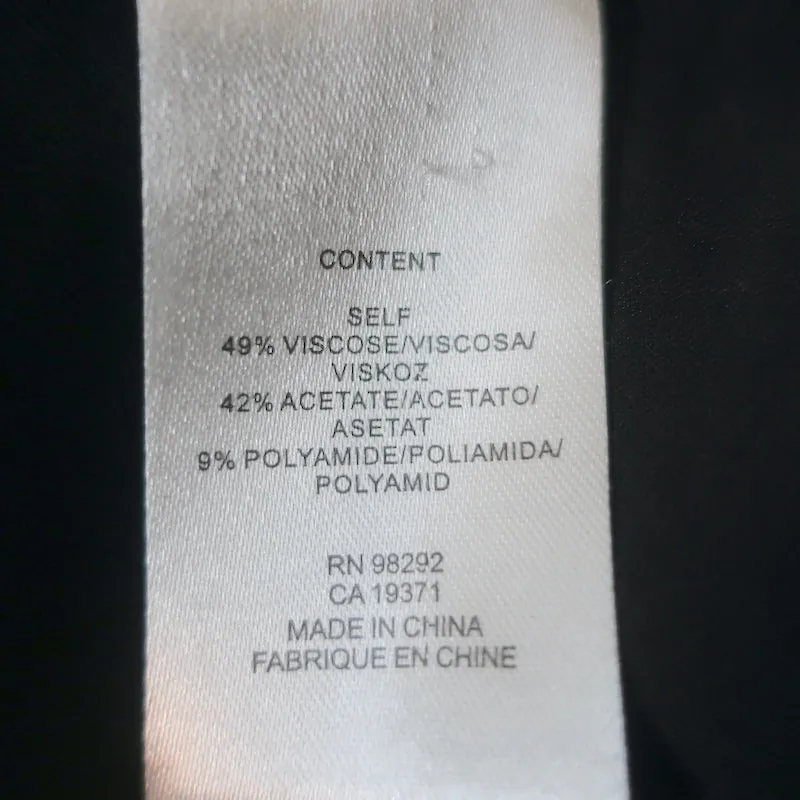 CONTENT
SELF
49% VISCOSE/VISCOSA/
VISKOZ
42% ACETATE/ACETATO/
ASETAT
9% POLYAMIDE/POLIAMIDA/
POLYAMID
RN 98292
CA 19371
MADE IN CHINA
FABRIQUE EN CHINE